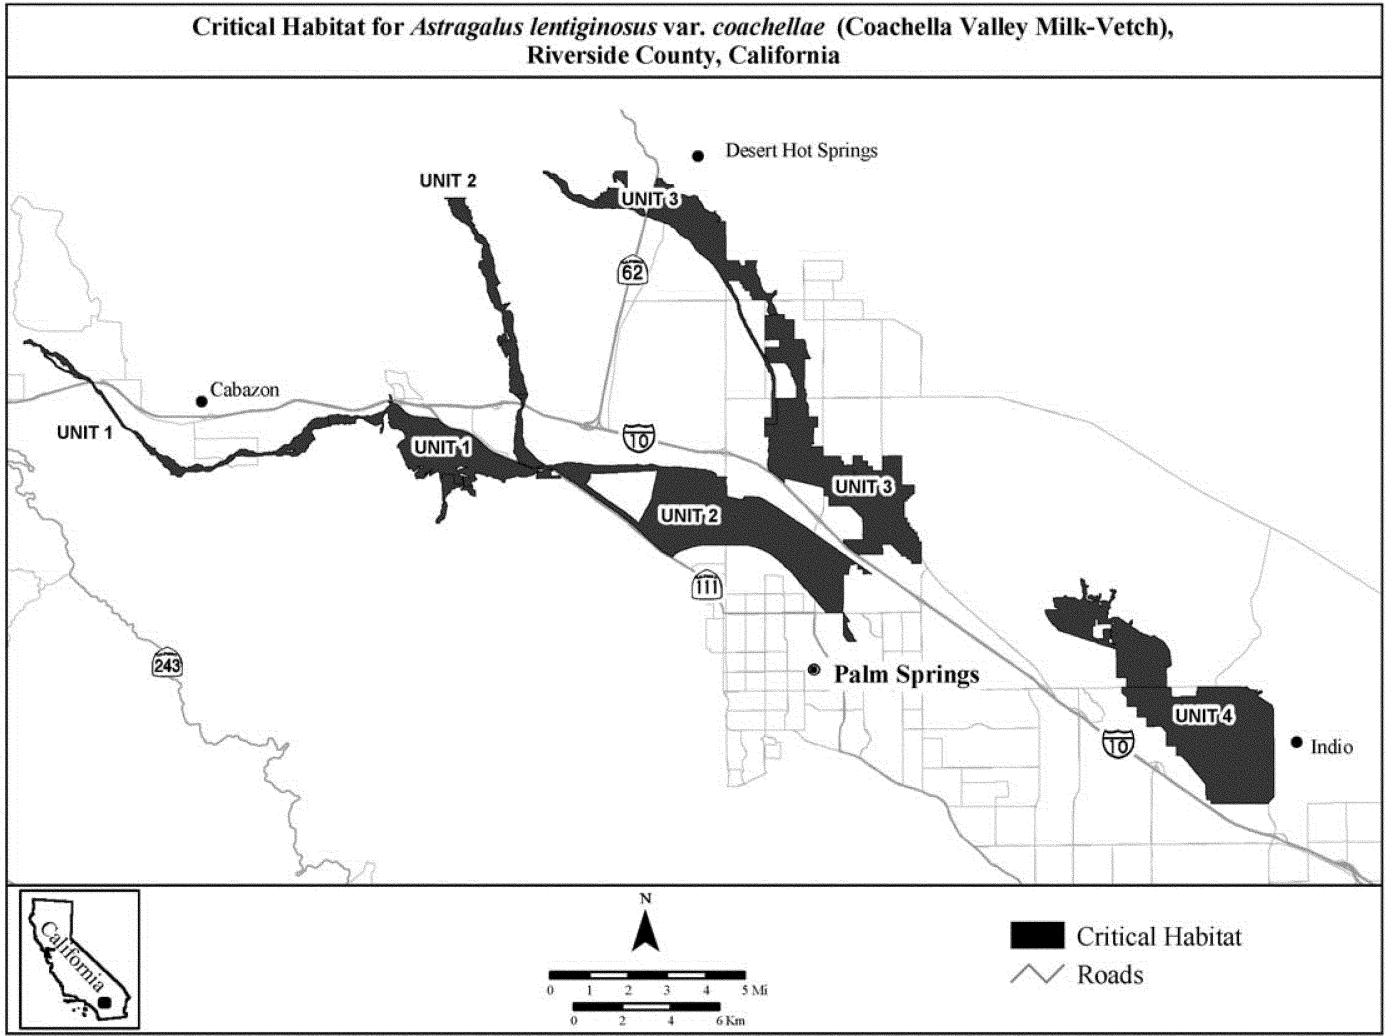 Critical Habitat for Astragalus lentiginosus var. coachellae (Coachella Valley Milk-Vetch),
Riverside County, California
Desert Hot Springs
UNIT 2
UNIT 3
62
Cabazon
UNIT 1
UNIT 1
10
UNIT 3
UNIT 2
111
243
Palm Springs
UNIT 4
10
Indio
California
N
0 1 2 3 4 5 Mi
0 2 4 6 Km
Critical Habitat
Roads